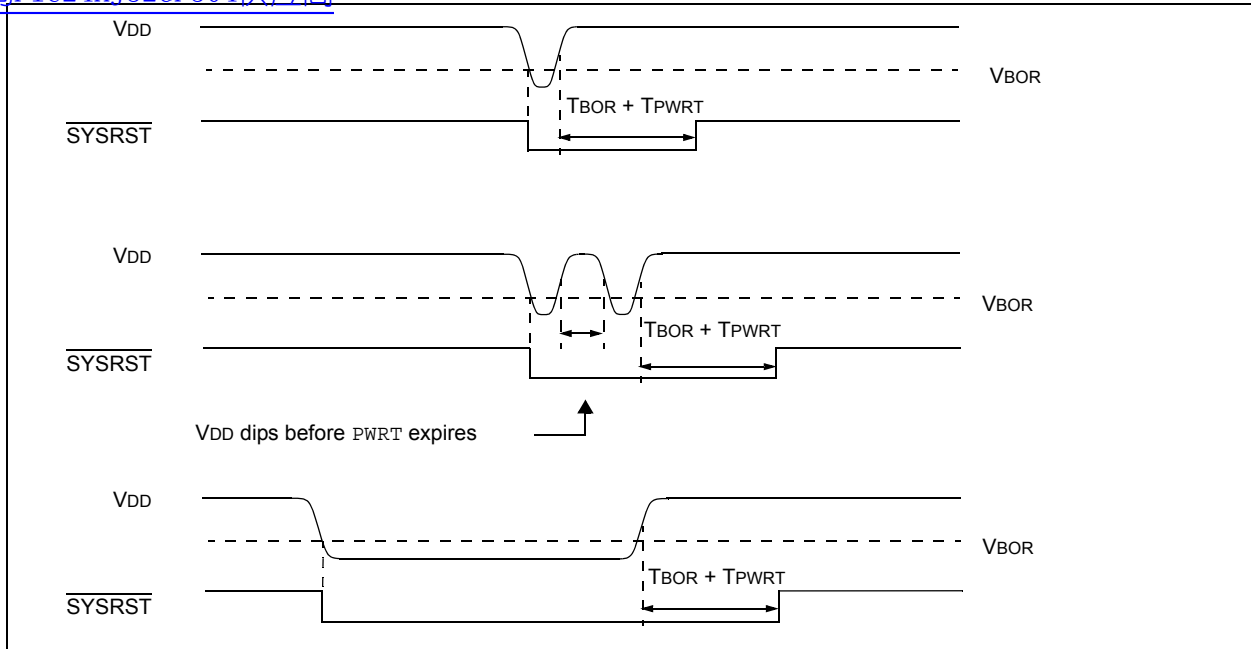 VDD
VBOR
TBOR + TPWRT
SYSRST
VDD
VBOR
TBOR + TPWRT
SYSRST
VDD dips before PWRT expires
VDD
VBOR
TBOR + TPWRT
SYSRST